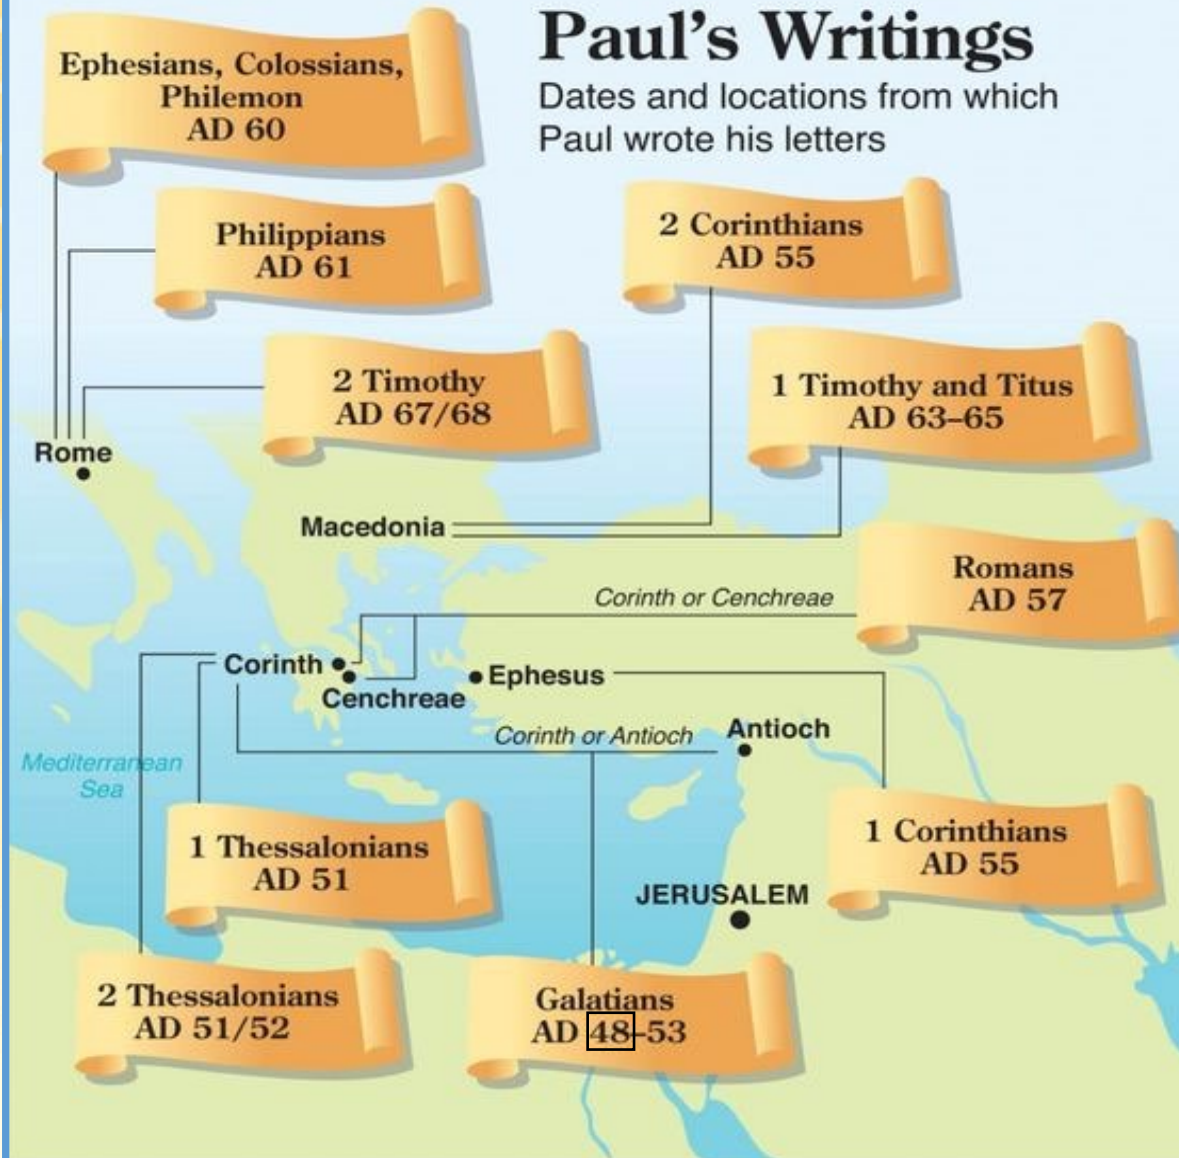 Paul's Writings
Dates and locations from which
Paul wrote his letters
Ephesians, Colossians,
Philemon
AD 60
Philippians
AD 61
2 Corinthians
AD 55
2 Timothy
AD 67/68
1 Timothy and Titus
AD 63–65
Rome
Macedonia
Romans
AD 57
Corinth or Cenchreae
Corinth
Cenchreae
Ephesus
Corinth or Antioch
Antioch
Mediterranean
Sea
1 Thessalonians
AD 51
1 Corinthians
AD 55
JERUSALEM
2 Thessalonians
AD 51/52
Galatians
AD 48–53